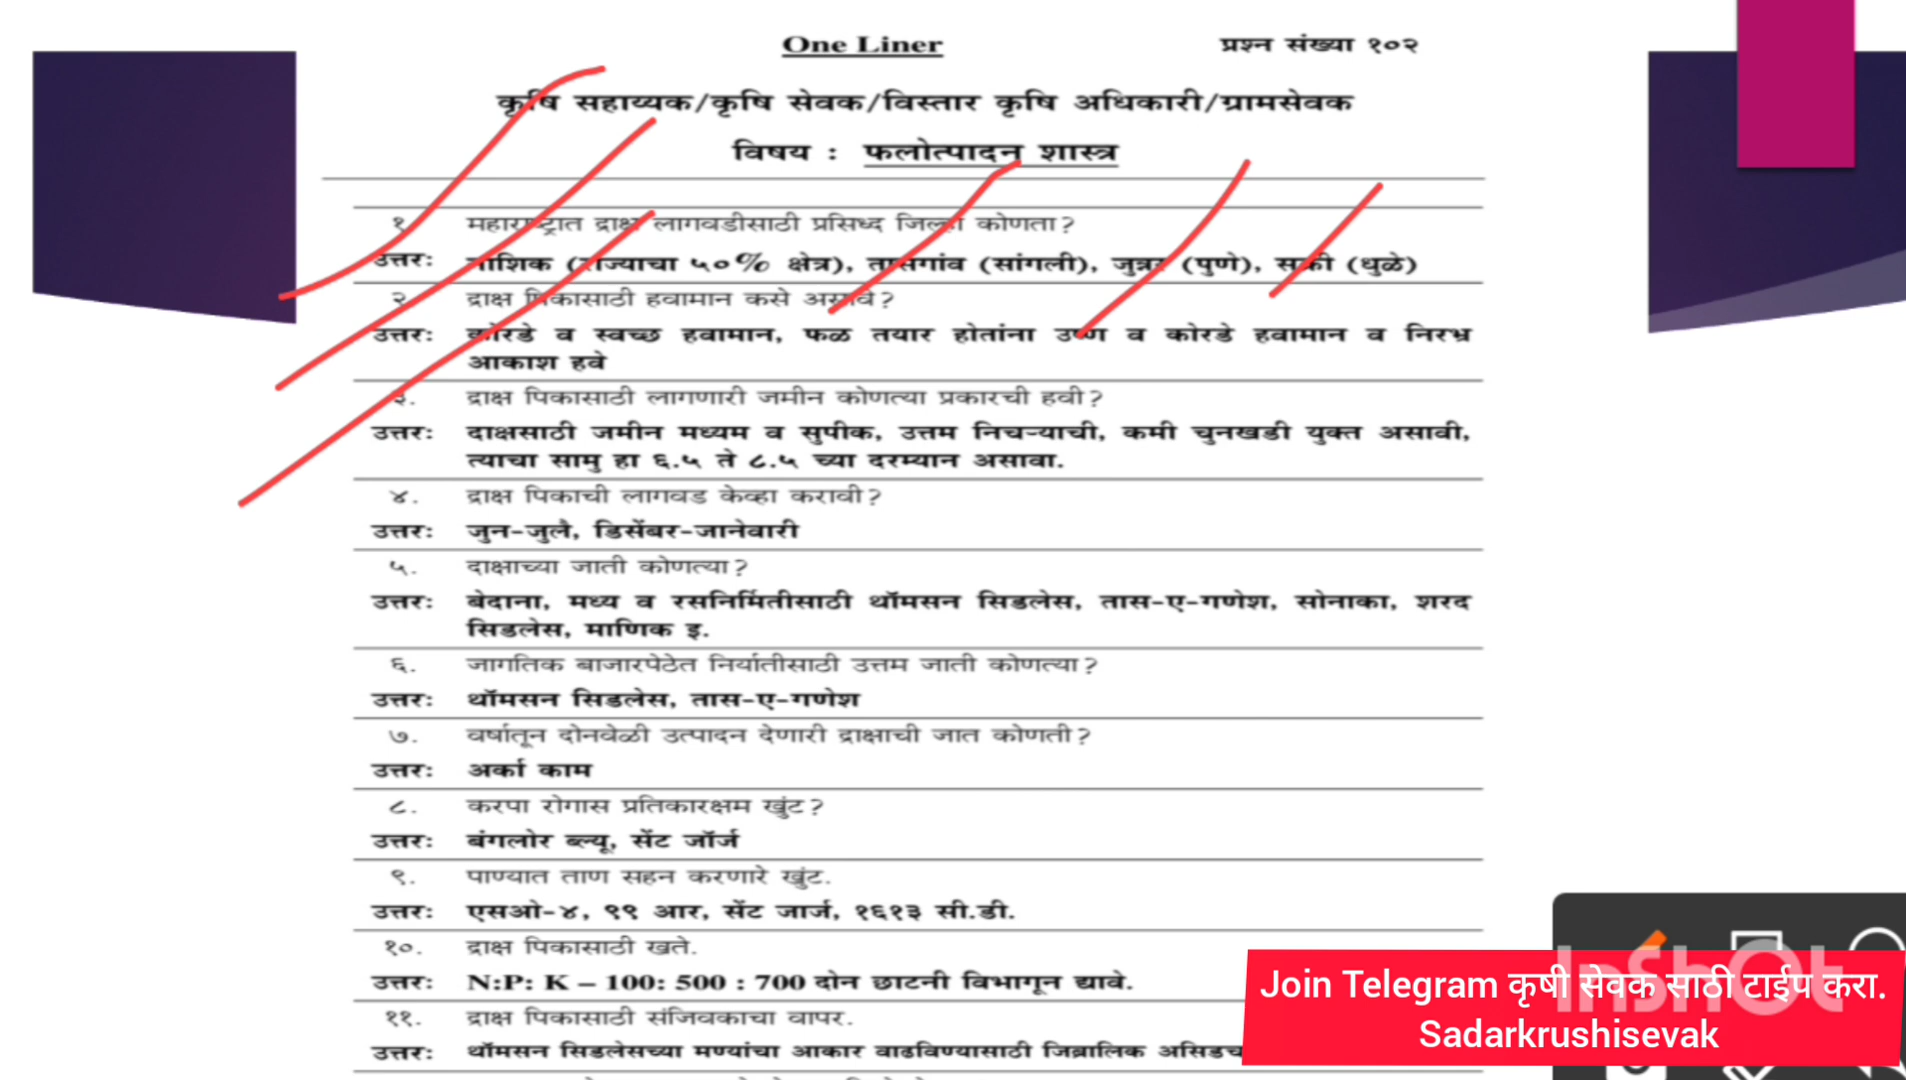 One Liner
प्रश्न संख्या १०२
कृषि सहाय्यक/कृषि सेवक/विस्तार कृषि अधिकारी/ग्रामसेवक
विषय : फलोत्पादन शास्त्र
१. महाराष्ट्रात द्राक्ष लागवडीसाठी प्रसिध्द जिल्हा कोणता?
उत्तरः नाशिक (राज्याचा ५०% क्षेत्र), तासगांव (सांगली), जुन्नर (पुणे), सक्री (धुळे)
२. द्राक्ष पिकासाठी हवामान कसे असावे?
उत्तरः कोरडे व स्वच्छ हवामान, फळ तयार होतांना उष्ण व कोरडे हवामान व निरभ्र
आकाश हवे
३. द्राक्ष पिकासाठी लागणारी जमीन कोणत्या प्रकारची हवी?
उत्तरः दाक्षसाठी जमीन मध्यम व सुपीक, उत्तम निचऱ्याची, कमी चुनखडी युक्त असावी,
त्याचा सामु हा ६.५ ते ८.५ च्या दरम्यान असावा.
४. द्राक्ष पिकाची लागवड केव्हा करावी?
उत्तरः जुन-जुलै, डिसेंबर-जानेवारी
५. दाक्षाच्या जाती कोणत्या?
उत्तरः बेदाना, मध्य व रसनिर्मितीसाठी थॉमसन सिडलेस, तास-ए-गणेश, सोनाका, शरद
सिडलेस, माणिक इ.
६. जागतिक बाजारपेठेत निर्यातीसाठी उत्तम जाती कोणत्या?
उत्तरः थॉमसन सिडलेस, तास-ए-गणेश
७. वर्षातून दोनवेळी उत्पादन देणारी द्राक्षाची जात कोणती?
उत्तरः अर्का काम
८. करपा रोगास प्रतिकारक्षम खुंट?
उत्तरः बंगलोर ब्ल्यू, सेंट जॉर्ज
९. पाण्यात ताण सहन करणारे खुंट.
उत्तरः एसओ-४, ९९ आर, सेंट जार्ज, १६१३ सी.डी.
१०. द्राक्ष पिकासाठी खते.
उत्तरः N:P: K – 100: 500 : 700 दोन छाटनी विभागून द्यावे.
११. द्राक्ष पिकासाठी संजिवकाचा वापर.
उत्तरः थॉमसन सिडलेसच्या मण्यांचा आकार वाढविण्यासाठी जिब्रालिक
InShOt
Join Telegram कृषी सेवक साठी टाईप करा.
Sadarkrushisevak